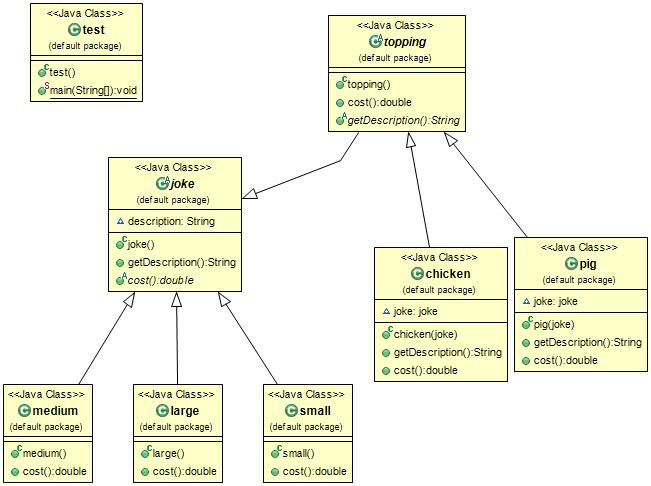 <<Java Class>>
test
(default package)
test()
main(String[]):void
<<Java Class>>
topping
(default package)
topping()
cost():double
getDescription():String
<<Java Class>>
joke
(default package)
description: String
joke()
getDescription():String
cost():double
<<Java Class>>
chicken
(default package)
joke: joke
chicken(joke)
getDescription():String
cost():double
<<Java Class>>
pig
(default package)
joke: joke
pig(joke)
getDescription():String
cost():double
<<Java Class>>
medium
(default package)
medium()
cost():double
<<Java Class>>
large
(default package)
large()
cost():double
<<Java Class>>
small
(default package)
small()
cost():double